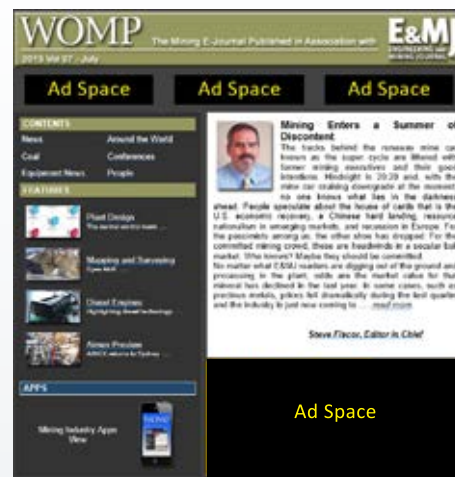 WOMP
The Mining E-Journal Published in Association with
E&MJ
ENGINEERING and
MINING JOURNAL
2013 Vol 07 - July
Ad Space
Ad Space
Ad Space
CONTENTS
News
Around the World
Coal
Conferences
Equipment News
People
FEATURES
Plant Design
Mapping and Surveying
Diesel Engines
Highlighting diesel technology
Aimex Preview
AIMEX returns to Sydney ...
APPS
Mining Industry Apps
View
Mining Enters a Summer of
Discontent
The tracks behind the runaway mine car
known as the super cycle are littered with
former mining executives and their good
intentions. Hindsight is 20:20 and, with the
mine car coasting downgrade at the moment,
no one knows what lies in the darkness
ahead. People speculate about the house of cards that is the
U.S. economic recovery, a Chinese hard landing, resource
nationalism in emerging markets, and recession in Europe. For
the pessimists among us, the other shoe has dropped. For the
committed mining crowd, these are headwinds in a secular bull
market. Who knows? Maybe they should be committed.
No matter what E&MJ readers are digging out of the ground and
processing in the plant, odds are the market value for that
mineral has declined in the last year. In some cases, such as
precious metals, prices fell dramatically during the last quarter
and the industry is just now coming to ... read more
Steve Fiscor, Editor in Chief
Ad Space